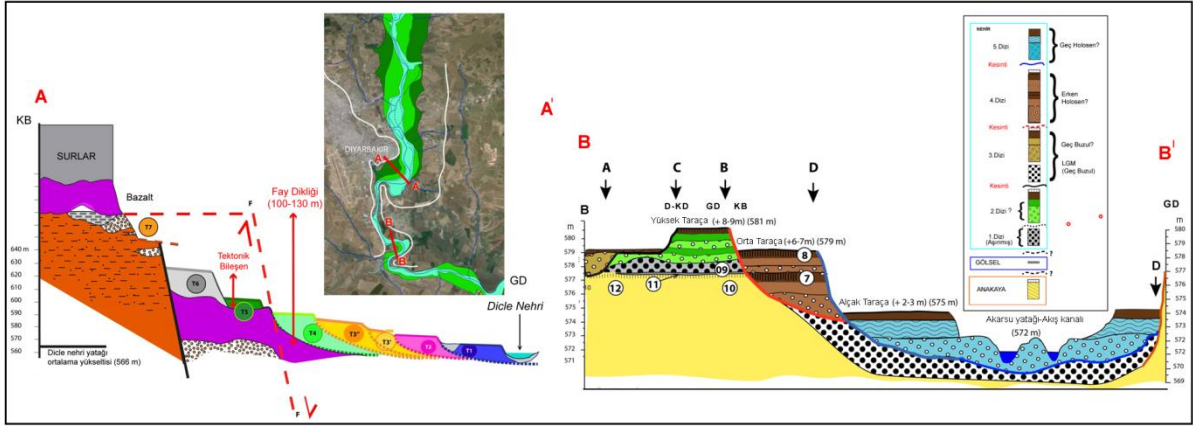 A
KB
SURLAR
Bazalt
T7
Fay Dikliği
(100-130 m)
F
Tektonik
Bileşen
640 m
630
620
610
600
590
580
560
T6
T5
T4
T3''
T3'
T2
T1
Dicle nehri yatağı
ortalama yükseltisi (566 m)
F
DIYARBAKIR
A
A'
B
B'
GD
Dicle Nehri
A'
B
B
A
C
B
D
D-KD
GD
KB
Yüksek Taraça (+ 8-9m) (581 m)
Orta Taraça (+6-7m) (579 m)
Alçak Taraça (+ 2-3 m) (575 m)
Akarsu yatağı-Akış kanalı
(572 m)
m
580
579
578
577
576
575
574
573
572
571
12
11
09
10
8
7
NEHİR
5.Dizi
Geç Holosen?
Kesinti
4.Dizi
Erken
Holosen?
Kesinti
3.Dizi
Geç Buzul?
LGM
(Geç Buzul)
Kesinti
2.Dizi ?
1.Dizi
(Aşınmış)
?
GÖLSEL
?
ANAKAYA
B'
GD
m
D
580
579
578
577
576
575
574
573
572
571
570
569